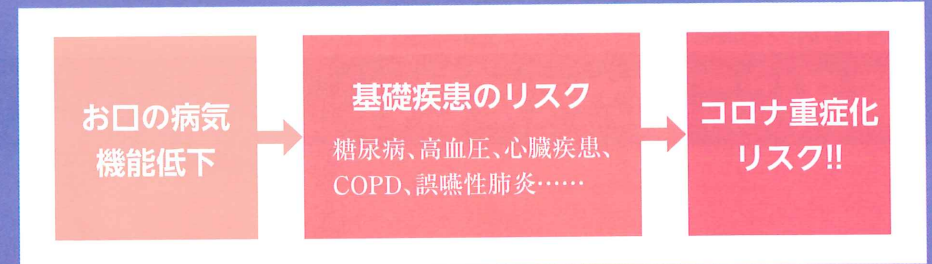 お口の病気
機能低下
基礎疾患のリスク
糖尿病、高血圧、心臓疾患、
COPD、誤嚥性肺炎……
コロナ重症化
リスク!!